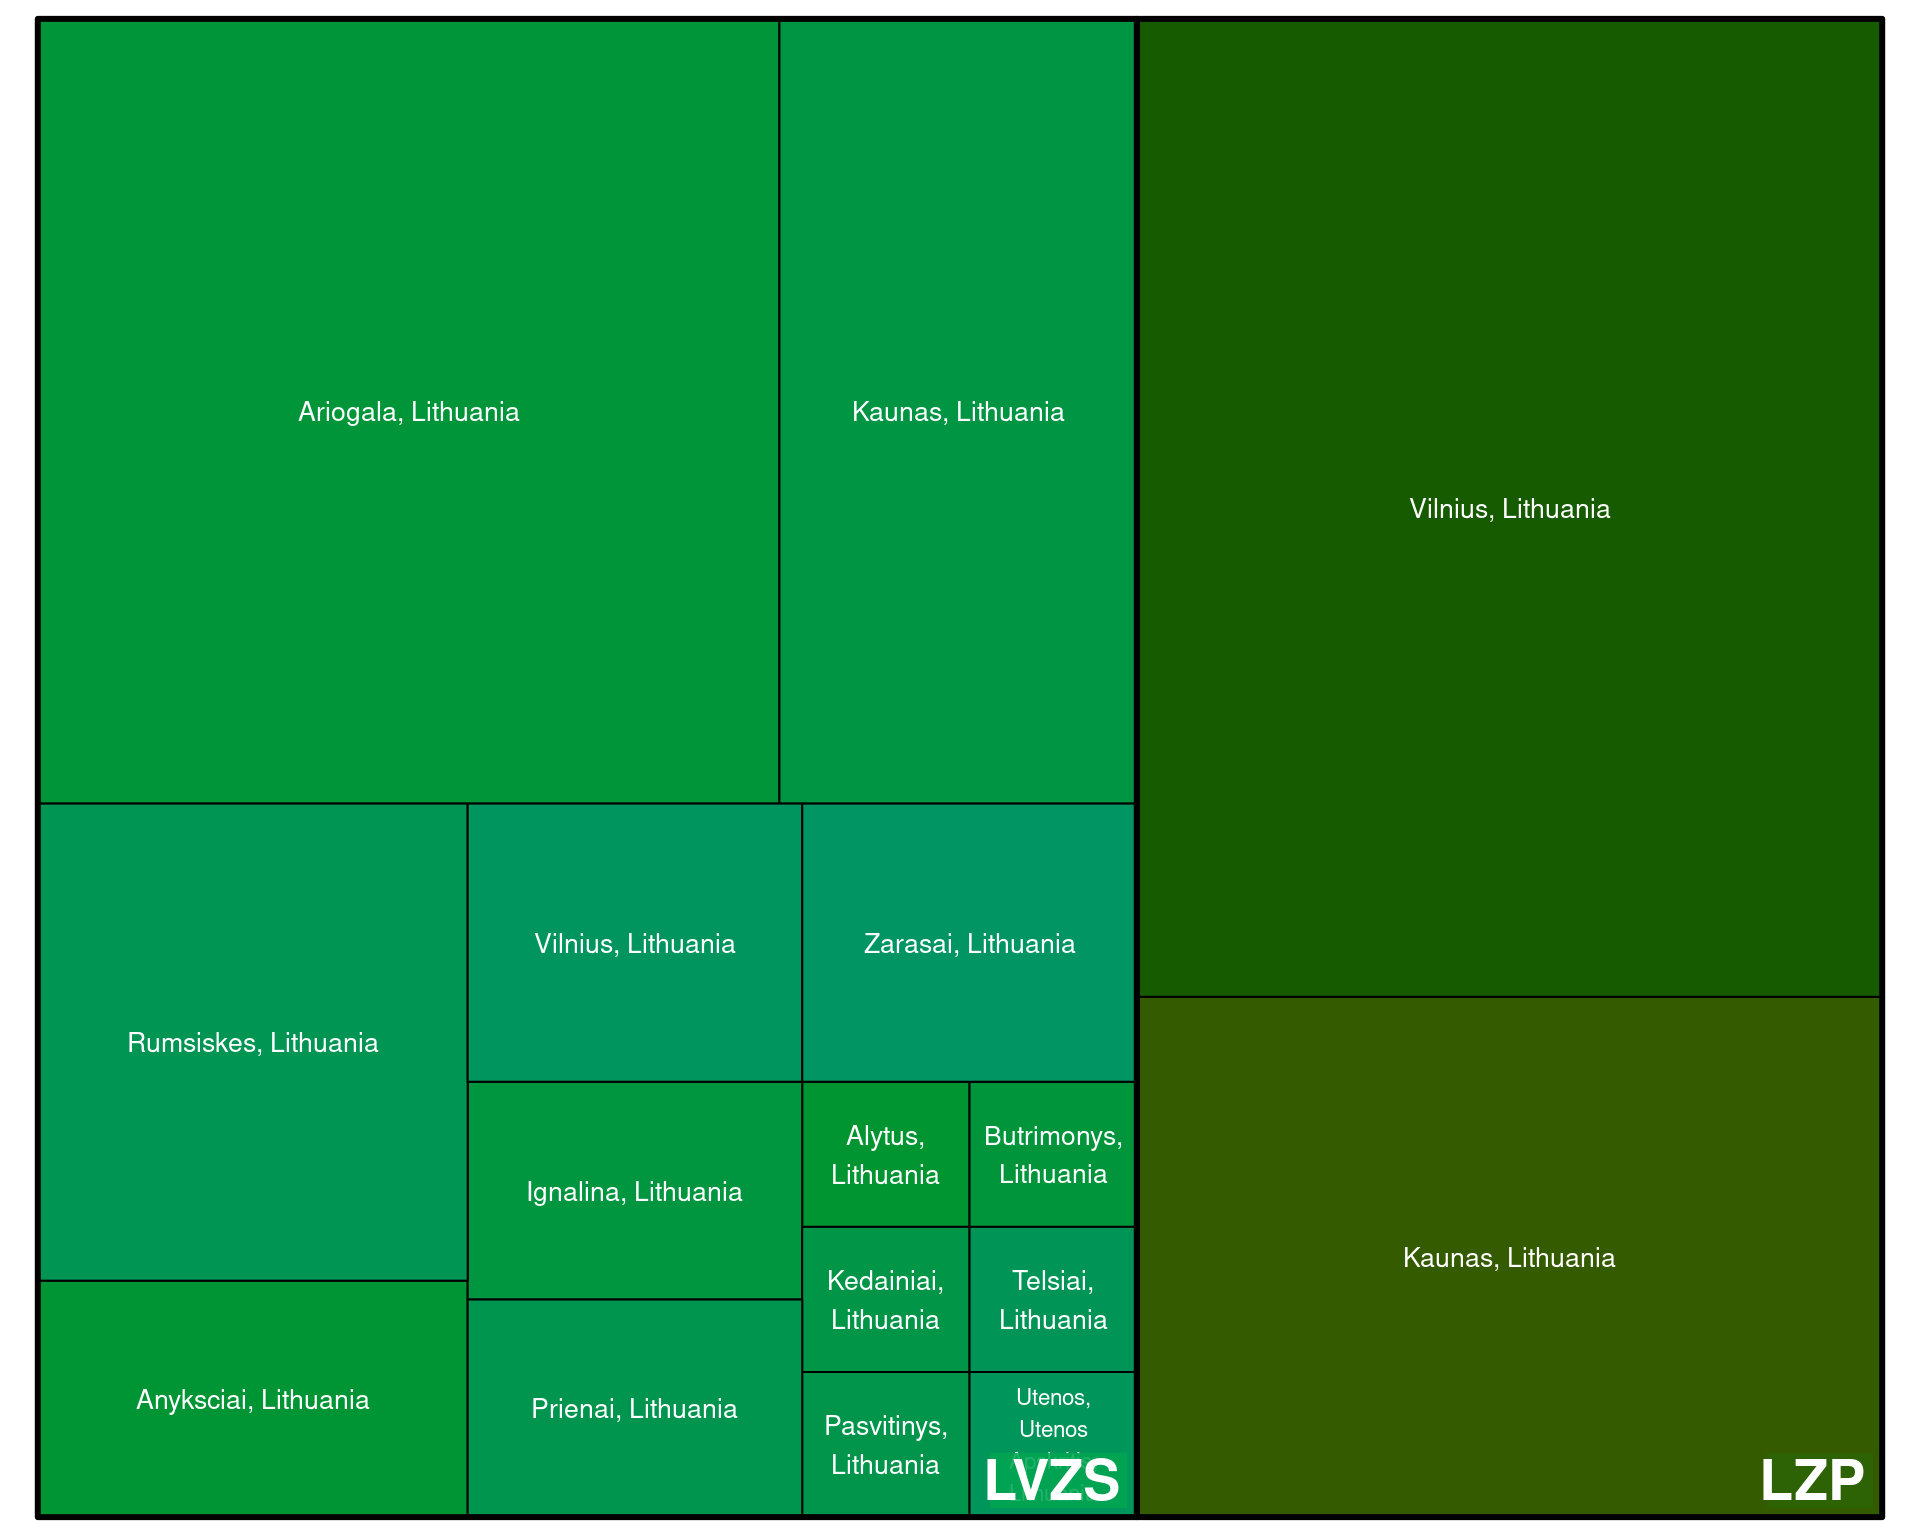 Ariogala, Lithuania
Kaunas, Lithuania
Vilnius, Lithuania
Rumsiskes, Lithuania
Vilnius, Lithuania
Zarasai, Lithuania
Ignalina, Lithuania
Alytus,
Lithuania
Butrimonys,
Lithuania
Kedainiai,
Lithuania
Telsiai,
Lithuania
Kaunas, Lithuania
Anyksciai, Lithuania
Prienai, Lithuania
Pasvitinys,
Lithuania
Utenos,
Utenos
LVZS
LZP